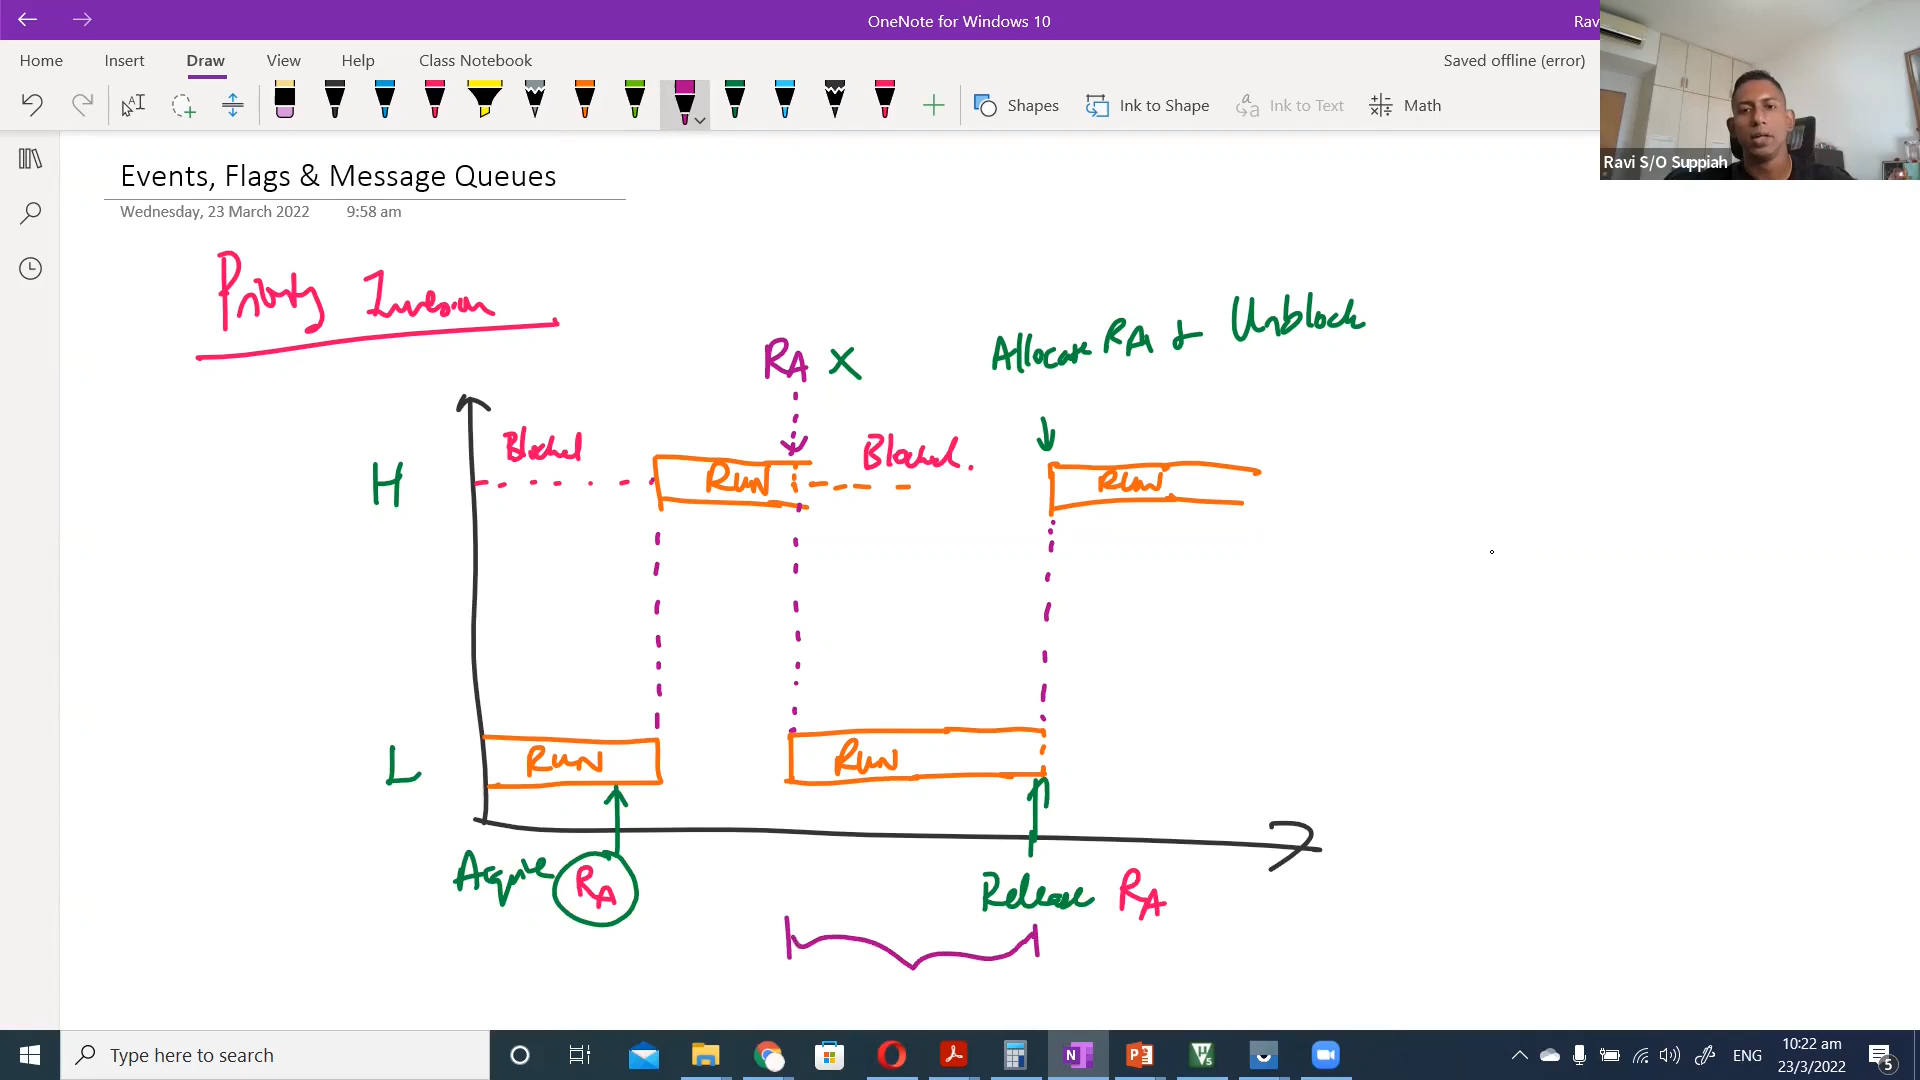 OneNote for Windows 10
Ravi
Home Insert Draw View Help Class Notebook
Saved offline (error)
Shapes Ink to Shape Ink to Text Math
Ravi S/O Suppiah
Events, Flags & Message Queues
Wednesday, 23 March 2022 9:58 am
Priority Inversion
RA X
Allocate RA & Unblock
Blocked
Blocked.
H
RUN
RUN
L
RUN
RUN
Acquire RA
Release RA
Type here to search
ENG
10:22 am
23/3/2022
5